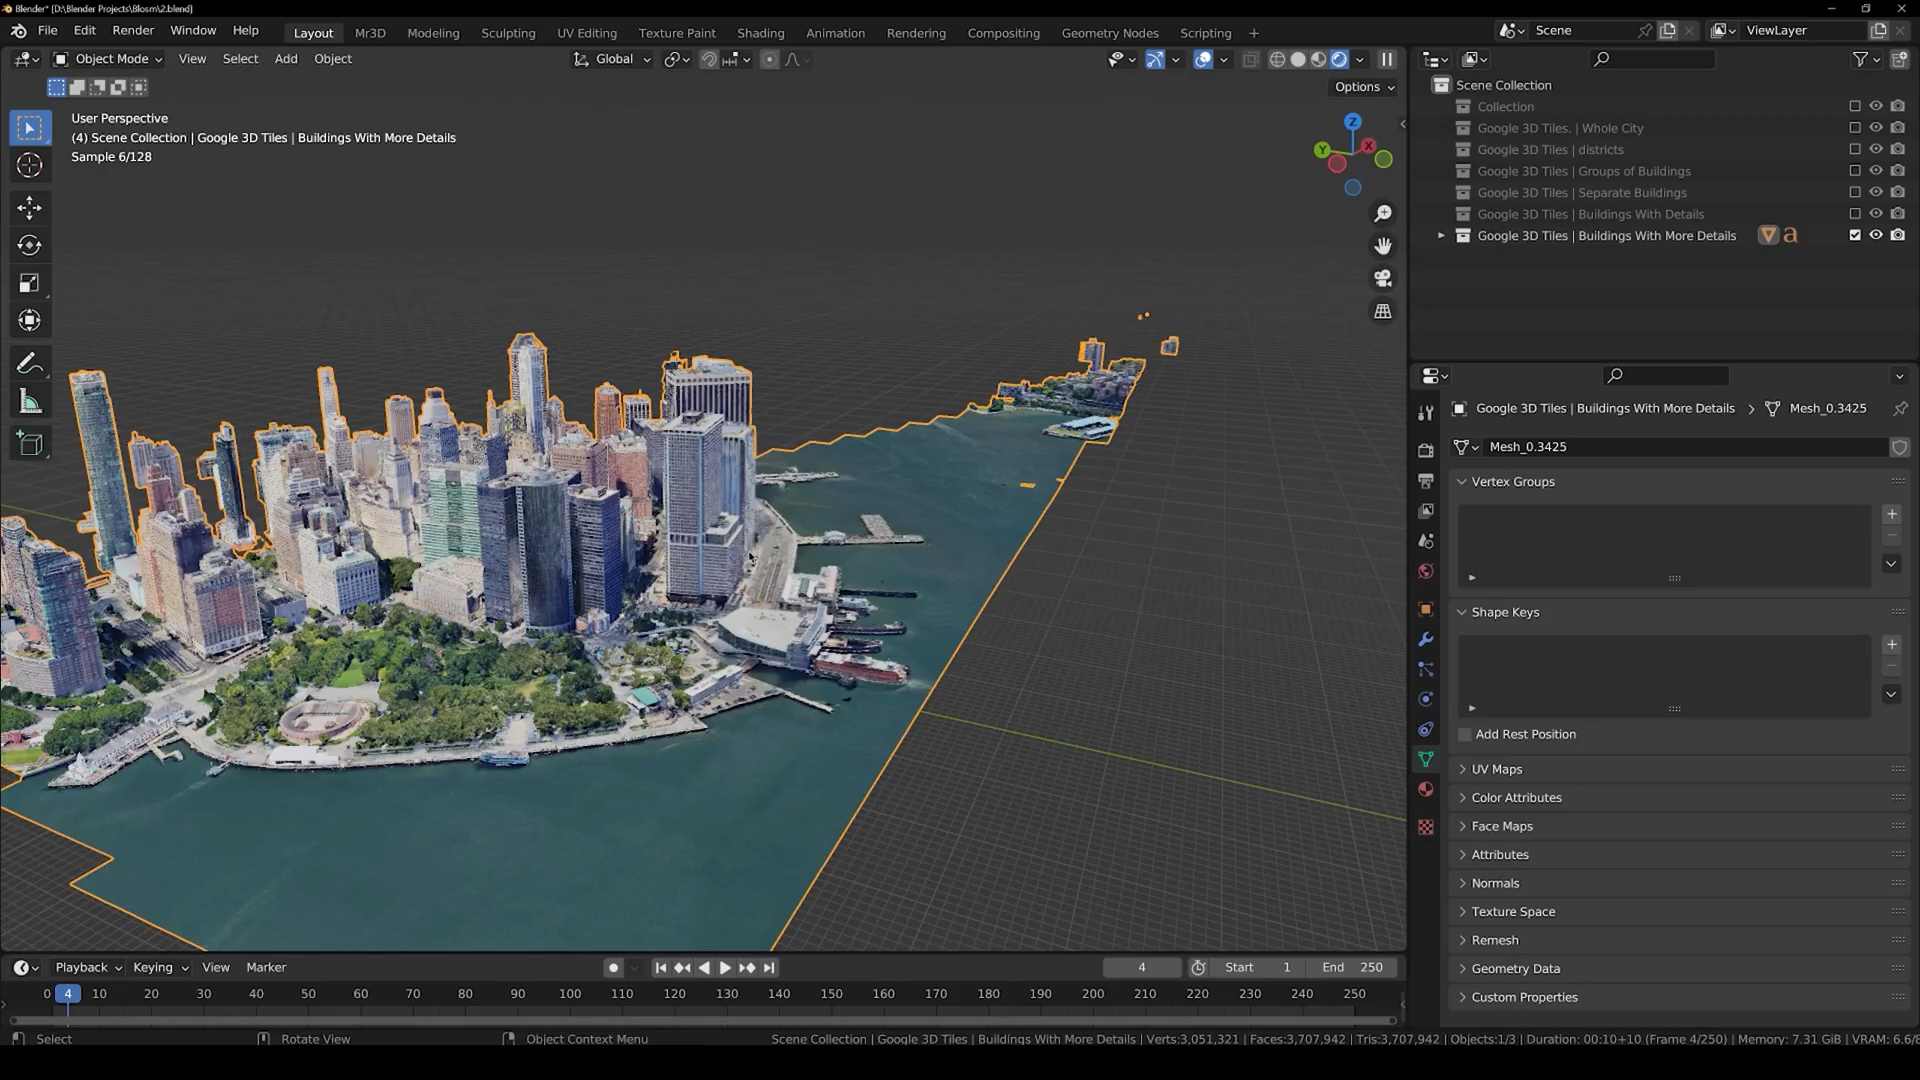 Blender* [D:\Blender Projects\Blosm\2.blend]
File Edit Render Window Help Layout Mr3D Modeling Sculpting UV Editing Texture Paint Shading Animation Rendering Compositing Geometry Nodes Scripting + Scene ViewLayer
Object Mode View Select Add Object Global
Options
User Perspective
(4) Scene Collection | Google 3D Tiles | Buildings With More Details
Sample 6/128
Z
Y X
Scene Collection
Collection
Google 3D Tiles. | Whole City
Google 3D Tiles | districts
Google 3D Tiles | Groups of Buildings
Google 3D Tiles | Separate Buildings
Google 3D Tiles | Buildings With Details
Google 3D Tiles | Buildings With More Details a
Google 3D Tiles | Buildings With More Details > Mesh_0.3425
Mesh_0.3425
Vertex Groups
Shape Keys
Add Rest Position
UV Maps
Color Attributes
Face Maps
Attributes
Normals
Texture Space
Remesh
Geometry Data
Custom Properties
Playback Keying View Marker 4 Start 1 End 250
0 4 10 20 30 40 50 60 70 80 90 100 110 120 130 140 150 160 170 180 190 200 210 220 230 240 250
Select Rotate View Object Context Menu Scene Collection | Google 3D Tiles | Buildings With More Details | Verts:3,051,321 | Faces:3,707,942 | Tris:3,707,942 | Objects:1/3 | Duration: 00:10+10 (Frame 4/250) | Memory: 7.31 GiB | VRAM: 6.6/8